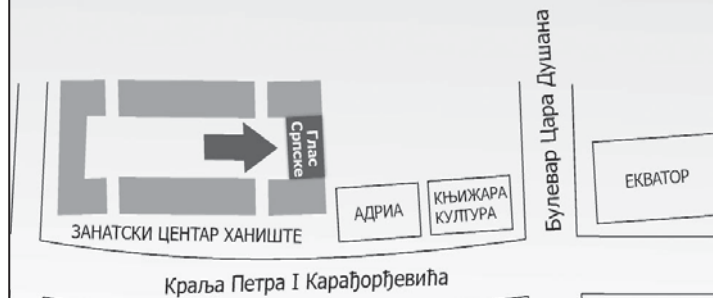 Глас
Српске
Булевар Цара Душана
ЕКВАТОР
АДРИА
КЊИЖАРА
КУЛТУРА
ЗАНАТСКИ ЦЕНТАР ХАНИШТЕ
Краља Петра I Карађорђевића